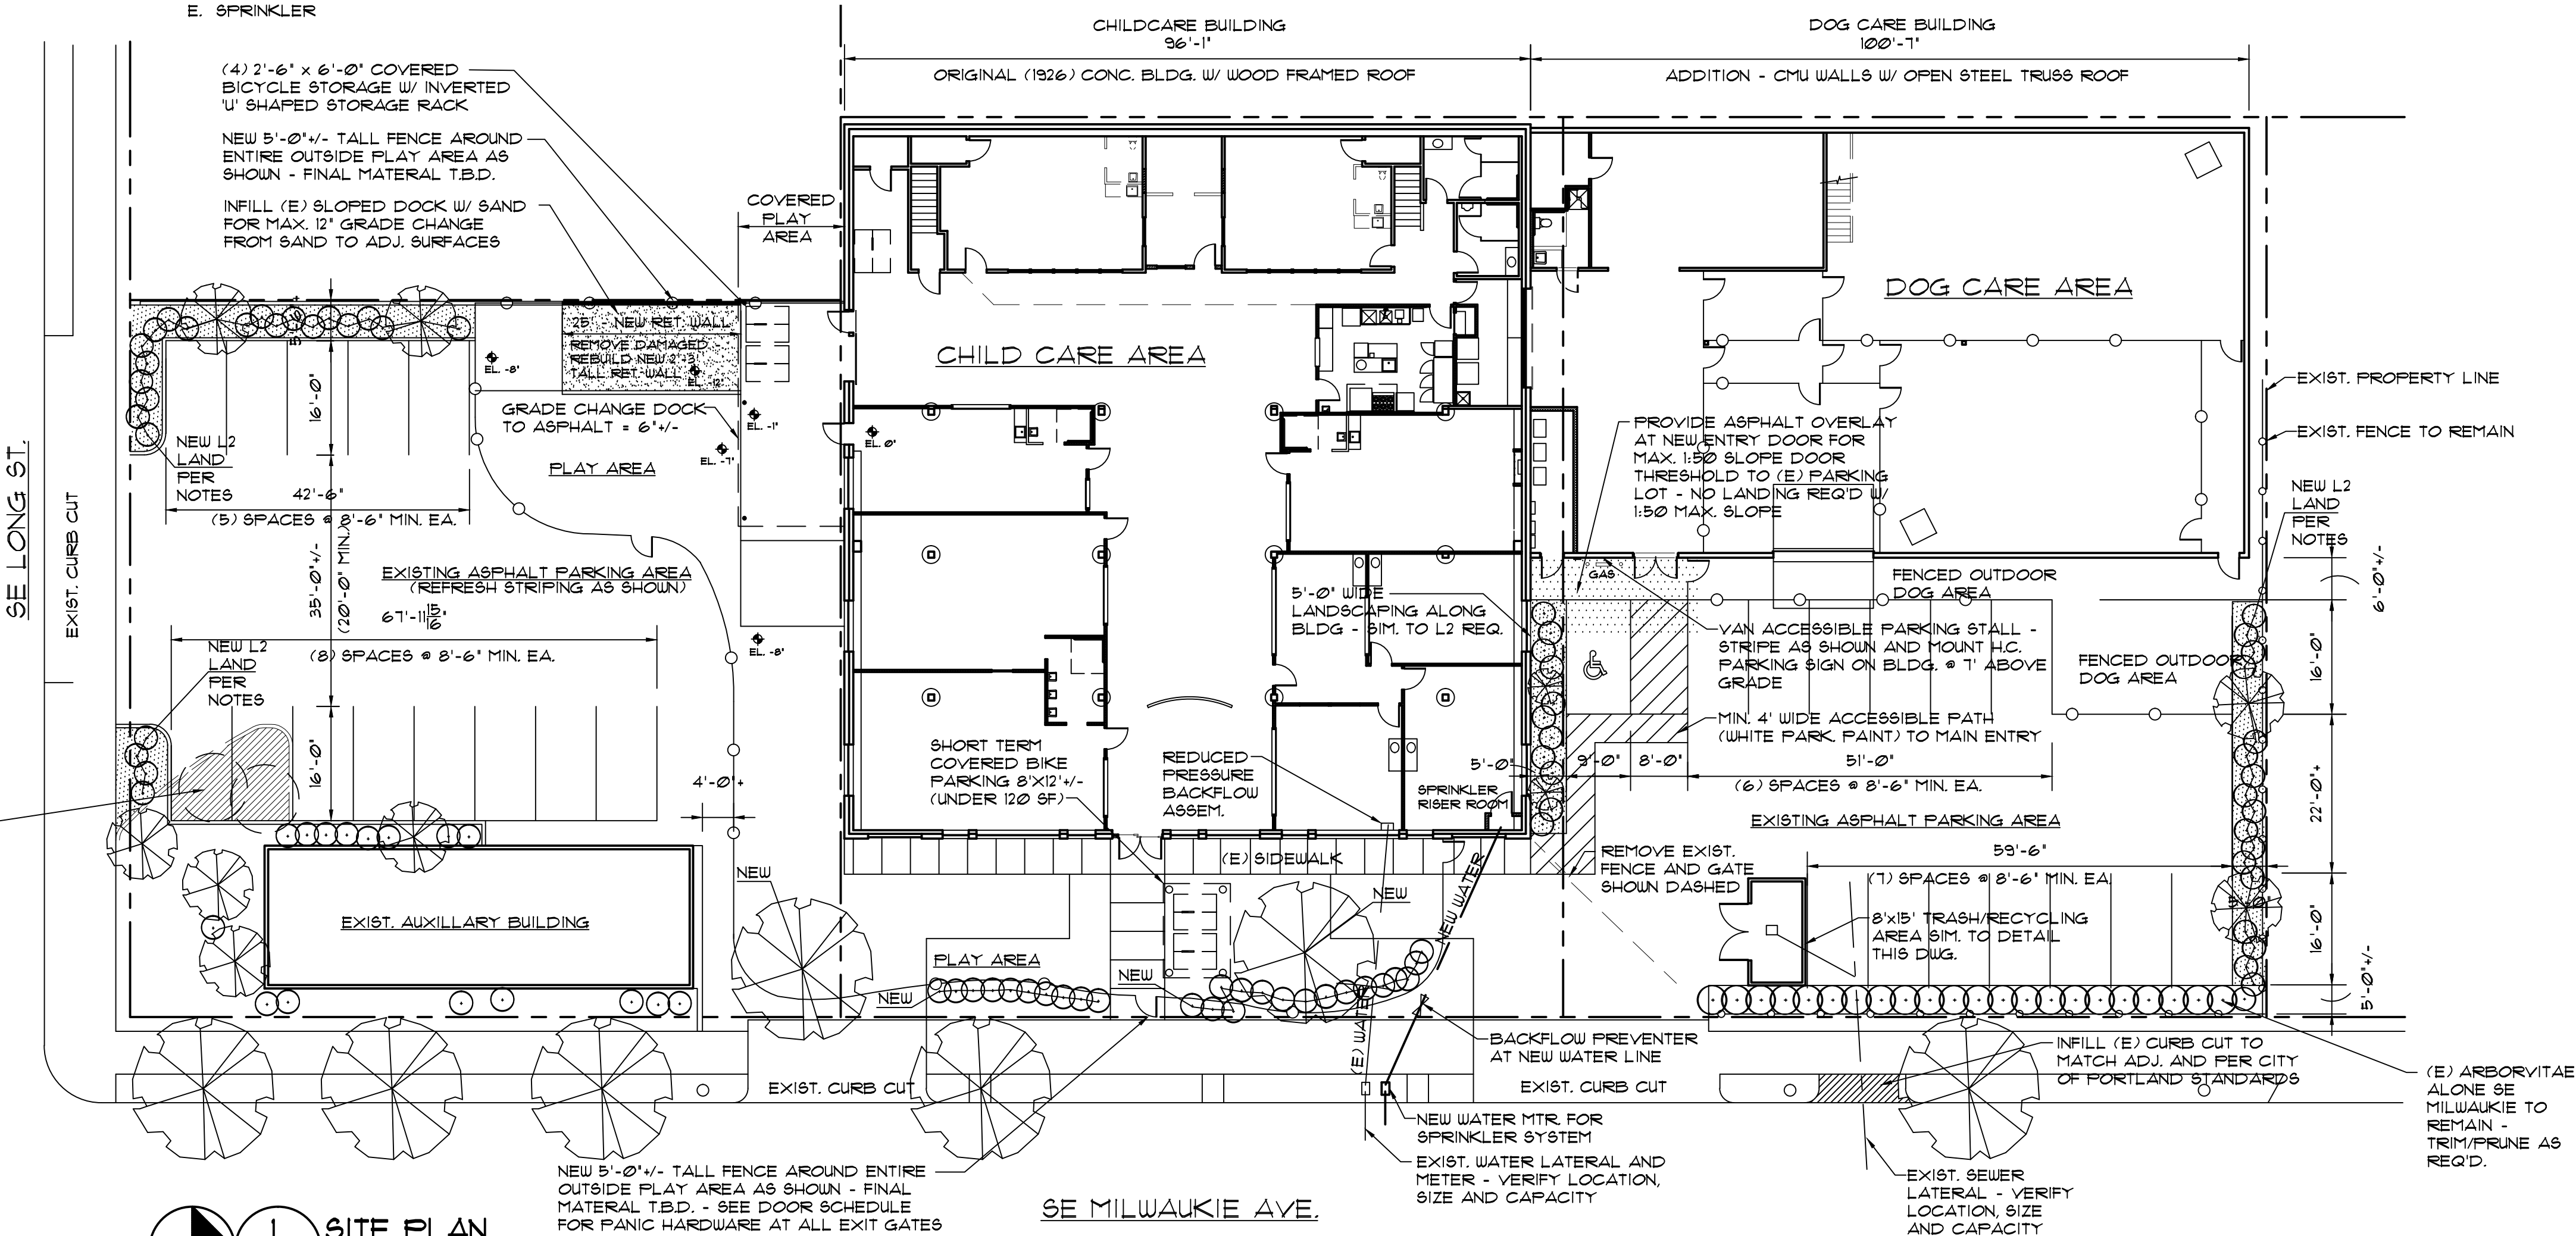 E. SPRINKLER
(4) 2'-6" x 6'-0" COVERED
BICYCLE STORAGE W/ INVERTED
'U' SHAPED STORAGE RACK
NEW 5'-0"+/- TALL FENCE AROUND
ENTIRE OUTSIDE PLAY AREA AS
SHOWN - FINAL MATERIAL T.B.D.
INFILL (E) SLOPED DOCK W/ SAND
FOR MAX. 12" GRADE CHANGE
FROM SAND TO ADJ. SURFACES
COVERED
PLAY
AREA
CHILDCARE BUILDING
96'-1"
ORIGINAL (1926) CONC. BLDG. W/ WOOD FRAMED ROOF
DOG CARE BUILDING
100'-7"
ADDITION - CMU WALLS W/ OPEN STEEL TRUSS ROOF
SE LONG ST.
EXIST. CURB CUT
NEW RET. WALL
REMOVE DAMAGED -
REBUILD NEW 2'-3'
TALL RET. WALL
EL. -8'
EL. -12"
GRADE CHANGE DOCK
TO ASPHALT = 6"+/-
EL. -1"
EL. -7'
EL. 0"
PLAY AREA
16'-0"
NEW L2
LAND
PER
NOTES
42'-6"
(5) SPACES @ 8'-6" MIN. EA.
35'-0"+/-
(20'-0" MIN.)
EXISTING ASPHALT PARKING AREA
(REFRESH STRIPING AS SHOWN)
67'-11 15/16"
(8) SPACES @ 8'-6" MIN. EA.
NEW L2
LAND
PER
NOTES
EL. -8'
16'-0"
4'-0"+
EXIST. AUXILLARY BUILDING
NEW
CHILD CARE AREA
5'-0" WIDE
LANDSCAPING ALONG
BLDG - SIM. TO L2 REQ.
SHORT TERM
COVERED BIKE
PARKING 8'X12'+/-
(UNDER 120 SF)
REDUCED
PRESSURE
BACKFLOW
ASSEM.
SPRINKLER
RISER ROOM
5'-0"
(E) SIDEWALK
NEW
NEW WATER
PLAY AREA
NEW
NEW
(E) WATER
DOG CARE AREA
PROVIDE ASPHALT OVERLAY
AT NEW ENTRY DOOR FOR
MAX. 1:50 SLOPE DOOR
THRESHOLD TO (E) PARKING
LOT - NO LANDING REQ'D W/
1:50 MAX. SLOPE
GAS
FENCED OUTDOOR
DOG AREA
VAN ACCESSIBLE PARKING STALL -
STRIPE AS SHOWN AND MOUNT H.C.
PARKING SIGN ON BLDG. @ 7' ABOVE
GRADE
FENCED OUTDOOR
DOG AREA
MIN. 4' WIDE ACCESSIBLE PATH
(WHITE PARK. PAINT) TO MAIN ENTRY
9'-0"
8'-0"
51'-0"
(6) SPACES @ 8'-6" MIN. EA.
EXISTING ASPHALT PARKING AREA
59'-6"
(7) SPACES @ 8'-6" MIN. EA.
REMOVE EXIST.
FENCE AND GATE
SHOWN DASHED
8'x15' TRASH/RECYCLING
AREA SIM. TO DETAIL
THIS DWG.
EXIST. PROPERTY LINE
EXIST. FENCE TO REMAIN
NEW L2
LAND
PER
NOTES
6'-0"+/-
16'-0"
22'-0"+
16'-0"
5'-0"+/-
EXIST. CURB CUT
BACKFLOW PREVENTER
AT NEW WATER LINE
EXIST. CURB CUT
NEW WATER MTR. FOR
SPRINKLER SYSTEM
EXIST. WATER LATERAL AND
METER - VERIFY LOCATION,
SIZE AND CAPACITY
INFILL (E) CURB CUT TO
MATCH ADJ. AND PER CITY
OF PORTLAND STANDARDS
(E) ARBORVITAE
ALONE SE
MILWAUKIE TO
REMAIN -
TRIM/PRUNE AS
REQ'D.
EXIST. SEWER
LATERAL - VERIFY
LOCATION, SIZE
AND CAPACITY
NEW 5'-0"+/- TALL FENCE AROUND ENTIRE
OUTSIDE PLAY AREA AS SHOWN - FINAL
MATERIAL T.B.D. - SEE DOOR SCHEDULE
FOR PANIC HARDWARE AT ALL EXIT GATES
SE MILWAUKIE AVE.
1
SITE PLAN